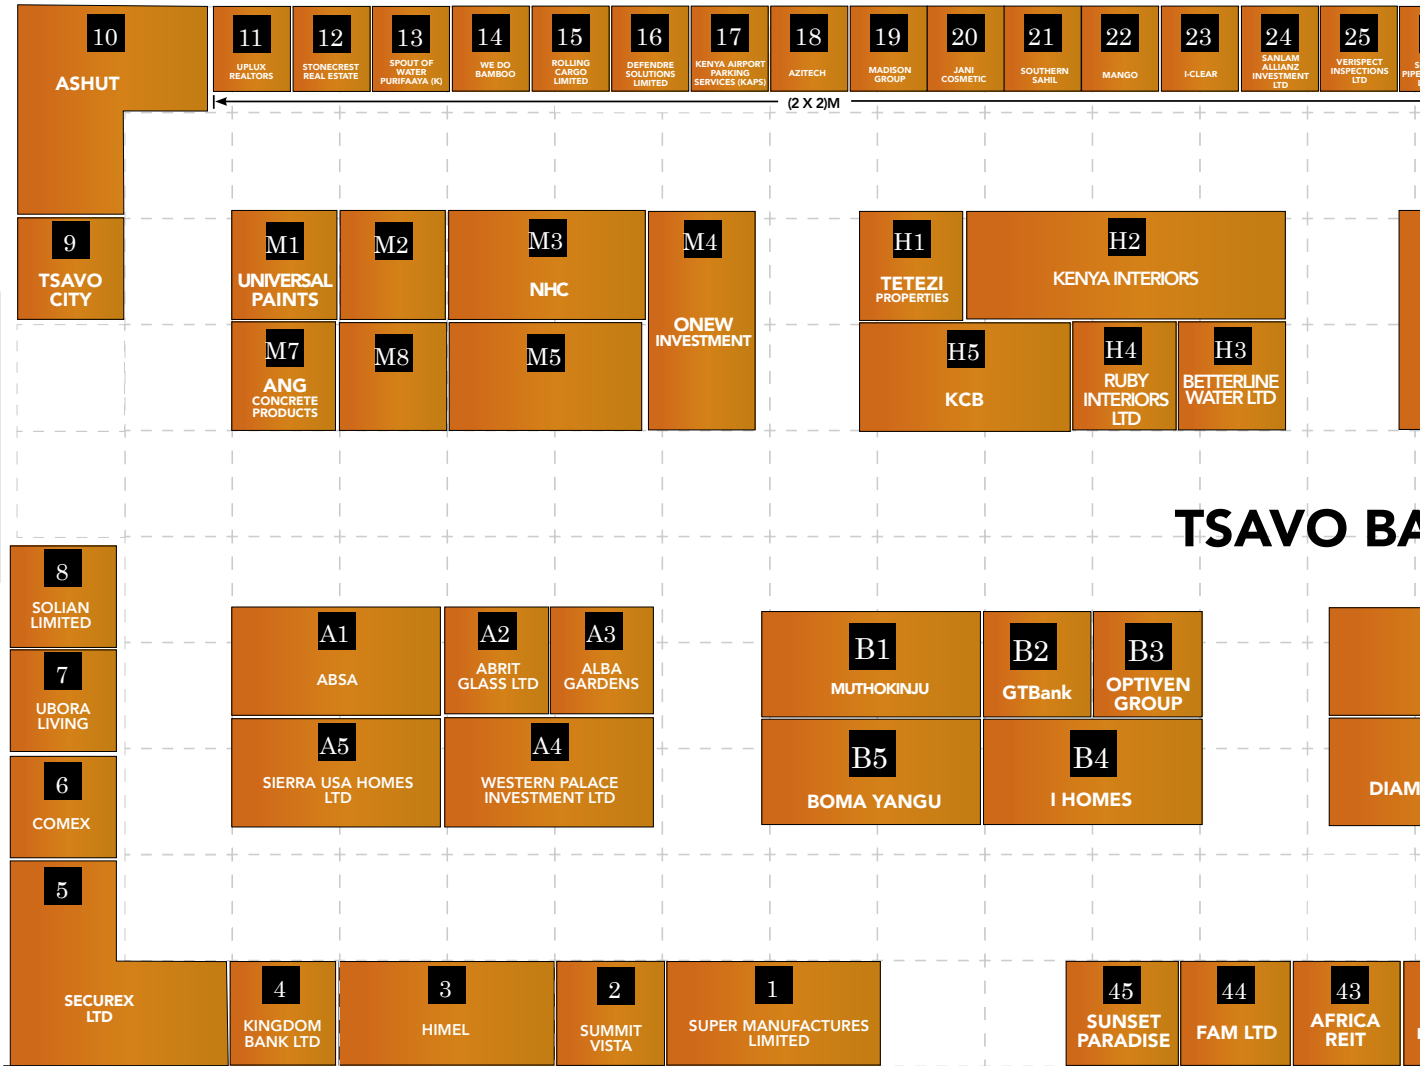 10
ASHUT
11
UPLUX
REALTORS
12
STONECREST
REAL ESTATE
13
SPOUT OF
WATER
PURIFAAYA (K)
14
WE DO
BAMBOO
15
ROLLING
CARGO
LIMITED
16
DEFENDRE
SOLUTIONS
LIMITED
17
KENYA AIRPORT
PARKING
SERVICES (KAPS)
18
AZITECH
19
MADISON
GROUP
20
JANI
COSMETIC
21
SOUTHERN
SAHIL
22
MANGO
23
I-CLEAR
24
SANLAM
ALLIANZ
INVESTMENT
LTD
25
VERISPECT
INSPECTIONS
LTD
S
PIPE
L
(2 X 2)M
9
TSAVO
CITY
M1
UNIVERSAL
PAINTS
M2
M3
NHC
M4
ONEW
INVESTMENT
M7
ANG
CONCRETE
PRODUCTS
M8
M5
H1
TETEZI
PROPERTIES
H2
KENYA INTERIORS
H5
KCB
H4
RUBY
INTERIORS
LTD
H3
BETTERLINE
WATER LTD
TSAVO BA
8
SOLIAN
LIMITED
7
UBORA
LIVING
6
COMEX
5
SECUREX
LTD
A1
ABSA
A2
ABRIT
GLASS LTD
A3
ALBA
GARDENS
A5
SIERRA USA HOMES
LTD
A4
WESTERN PALACE
INVESTMENT LTD
B1
MUTHOKINJU
B2
GTBank
B3
OPTIVEN
GROUP
B5
BOMA YANGU
B4
I HOMES
DIAM
4
KINGDOM
BANK LTD
3
HIMEL
2
SUMMIT
VISTA
1
SUPER MANUFACTURES
LIMITED
45
SUNSET
PARADISE
44
FAM LTD
43
AFRICA
REIT